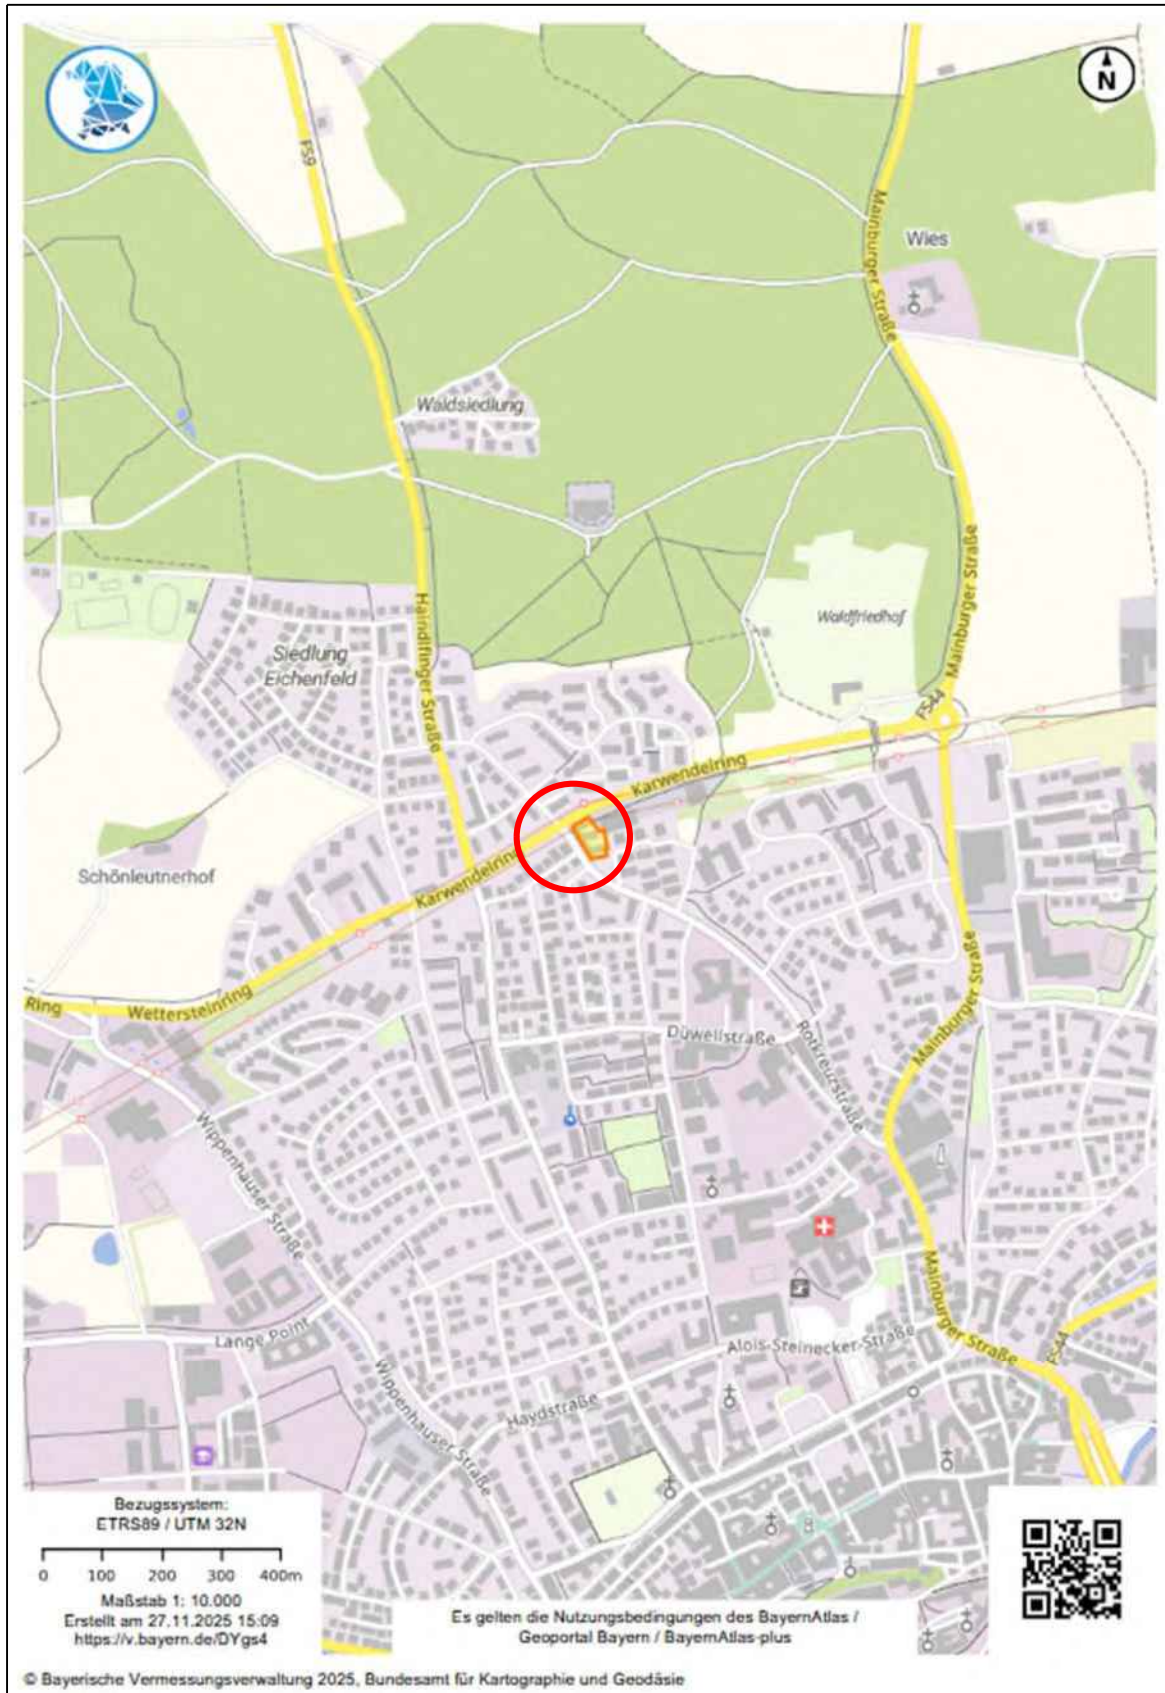 N
FS9
Mainburger Straße
Wies
Waldsiedlung
Haindlfinger Straße
Siedlung
Eichenfeld
Waldfriedhof
Mainburger Straße
FS44
Karwendelring
Schönleutnerhof
Karwendelring
Ring
Wettersteinring
Düwellstraße
Rotkreuzstraße
Mainburger Straße
Wippenhauser Straße
Lange Point
Alois-Steinecker-Straße
Mainburger Straße
FS44
Haydstraße
Wippenhauser Straße
Bezugssystem:
ETRS89 / UTM 32N
0 100 200 300 400m
Maßstab 1: 10.000
Erstellt am 27.11.2025 15:09
https://v.bayern.de/DYgs4
Es gelten die Nutzungsbedingungen des BayernAtlas /
Geoportal Bayern / BayernAtlas-plus
© Bayerische Vermessungsverwaltung 2025, Bundesamt für Kartographie und Geodäsie